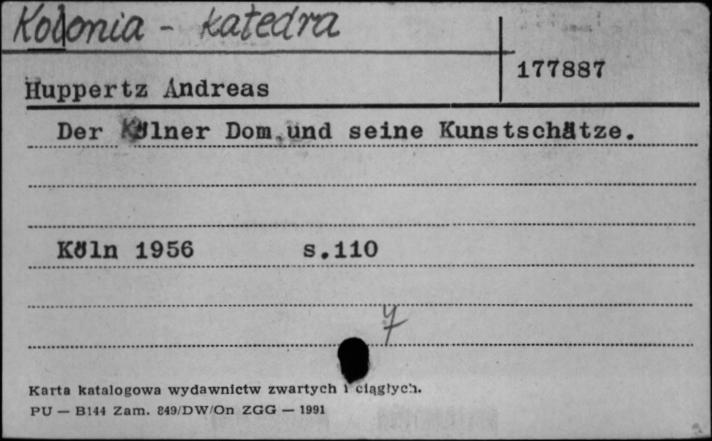 Kolonia - katedra
177887
Huppertz Andreas
Der Kölner Dom und seine Kunstschätze.
Köln 1956 s.110
7
Karta katalogowa wydawnictw zwartych i ciągłych.
PU — B144 Zam. 849/DW/On ZGG — 1991